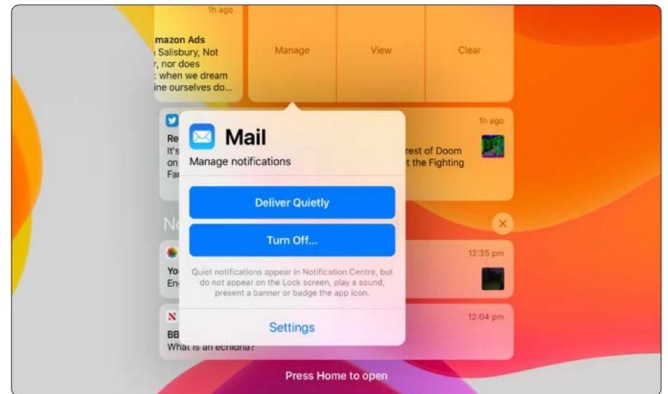 1h ago
mazon Ads
Salisbury, Not
r, nor does
: when we dream
ine ourselves do...
Manage
View
Clear
1h ago
Re
It's
rest of Doom
on
t the Fighting
Fa
Mail
Manage notifications
Deliver Quietly
Turn Off...
Quiet notifications appear in Notification Centre, but
do not appear on the Lock screen, play a sound,
present a banner or badge the app icon.
Settings
No
12:35 pm
Yo
En
12:04 pm
BB
What is an echidna?
Press Home to open